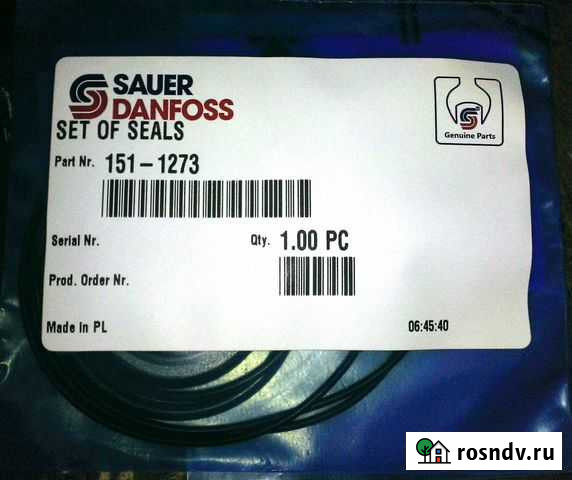 SAUER
DANFOSS
Genuine Parts
SET OF SEALS
Part Nr. 151-1273
Serial Nr.
Qty. 1.00 PC
Prod. Order Nr.
Made in PL
06:45:40
rosndv.ru